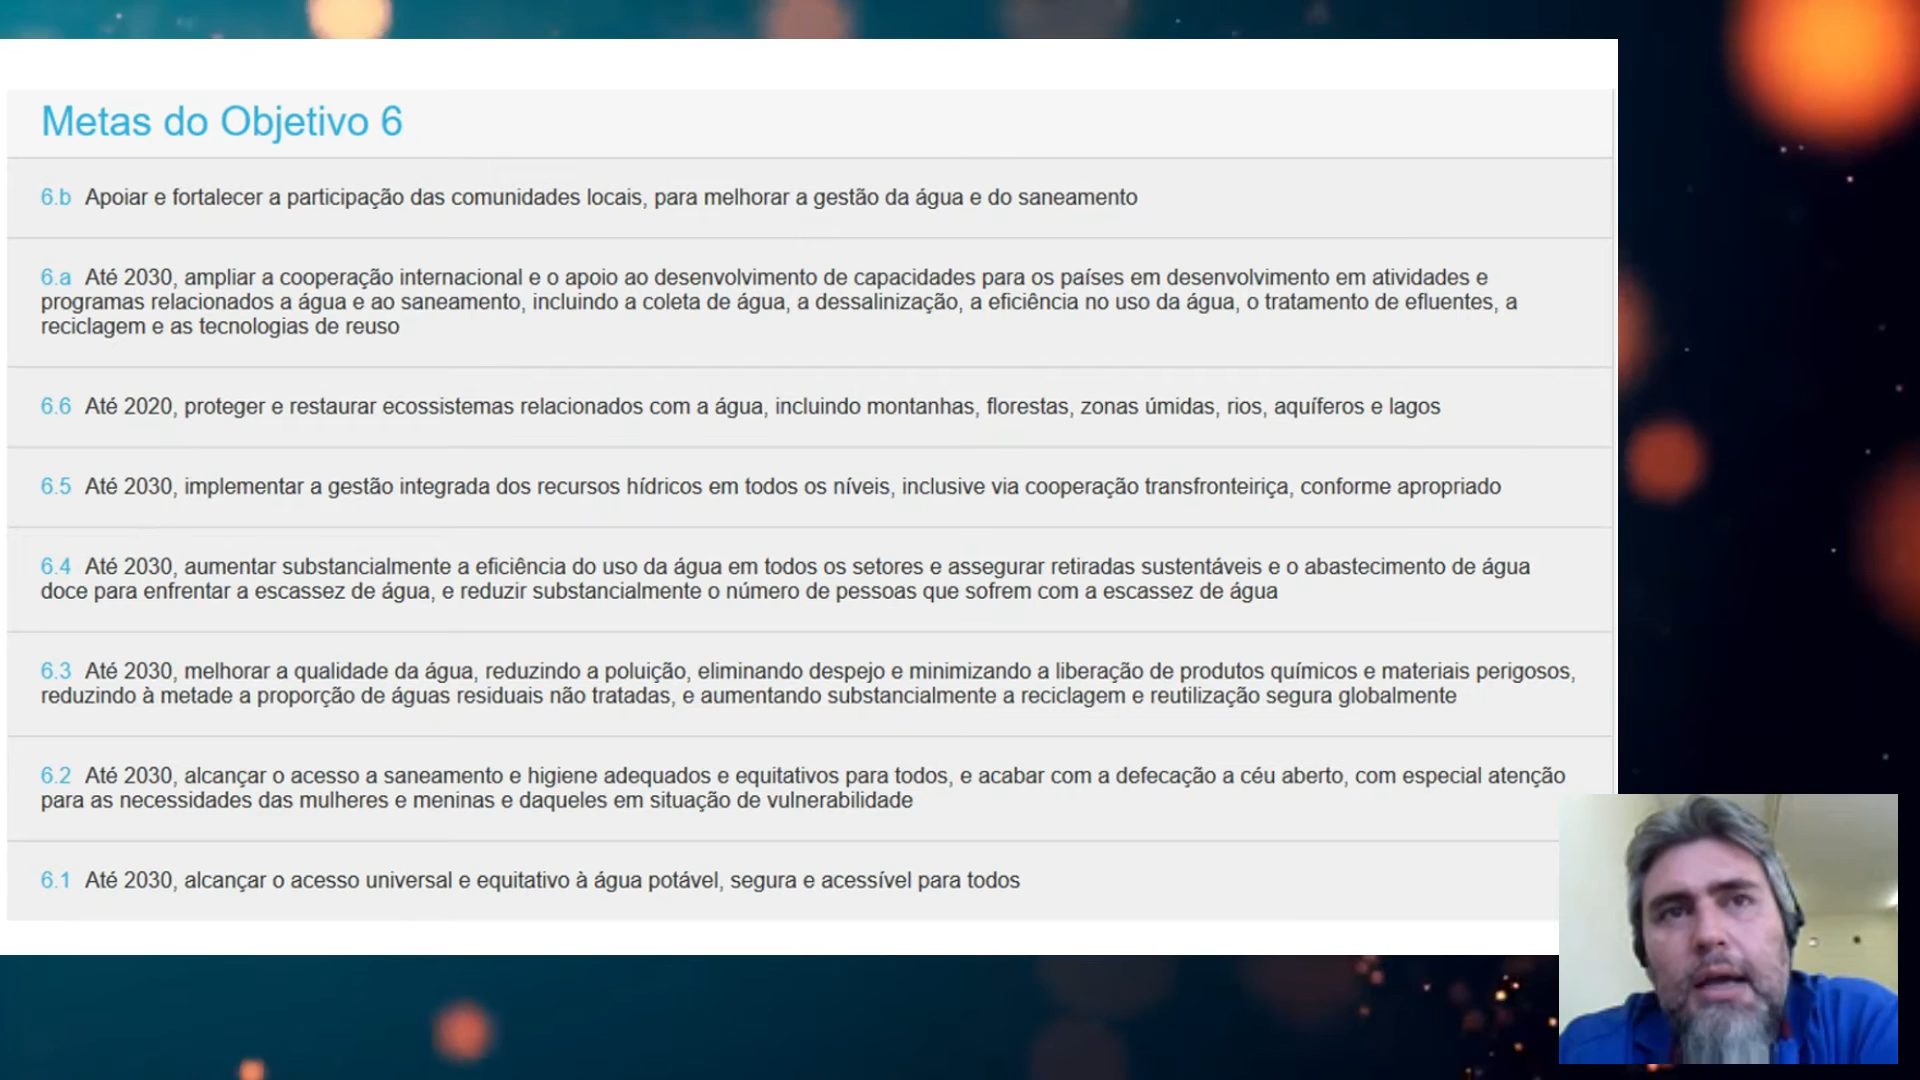 Metas do Objetivo 6
6.b Apoiar e fortalecer a participação das comunidades locais, para melhorar a gestão da água e do saneamento
6.a Até 2030, ampliar a cooperação internacional e o apoio ao desenvolvimento de capacidades para os países em desenvolvimento em atividades e
programas relacionados a água e ao saneamento, incluindo a coleta de água, a dessalinização, a eficiência no uso da água, o tratamento de efluentes, a
reciclagem e as tecnologias de reuso
6.6 Até 2020, proteger e restaurar ecossistemas relacionados com a água, incluindo montanhas, florestas, zonas úmidas, rios, aquíferos e lagos
6.5 Até 2030, implementar a gestão integrada dos recursos hídricos em todos os níveis, inclusive via cooperação transfronteiriça, conforme apropriado
6.4 Até 2030, aumentar substancialmente a eficiência do uso da água em todos os setores e assegurar retiradas sustentáveis e o abastecimento de água
doce para enfrentar a escassez de água, e reduzir substancialmente o número de pessoas que sofrem com a escassez de água
6.3 Até 2030, melhorar a qualidade da água, reduzindo a poluição, eliminando despejo e minimizando a liberação de produtos químicos e materiais perigosos,
reduzindo à metade a proporção de águas residuais não tratadas, e aumentando substancialmente a reciclagem e reutilização segura globalmente
6.2 Até 2030, alcançar o acesso a saneamento e higiene adequados e equitativos para todos, e acabar com a defecação a céu aberto, com especial atenção
para as necessidades das mulheres e meninas e daqueles em situação de vulnerabilidade
6.1 Até 2030, alcançar o acesso universal e equitativo à água potável, segura e acessível para todos